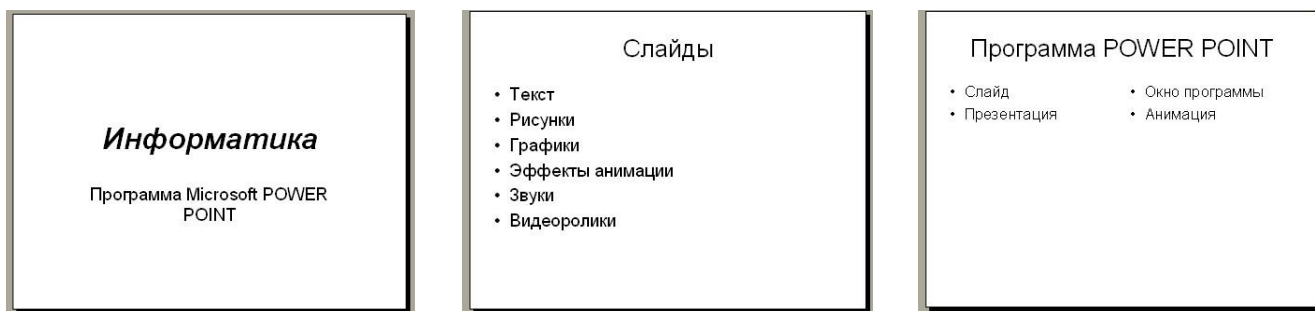 Информатика
Программа Microsoft POWER
POINT
Слайды
• Текст
• Рисунки
• Графики
• Эффекты анимации
• Звуки
• Видеоролики
Программа POWER POINT
• Слайд
• Презентация
• Окно программы
• Анимация